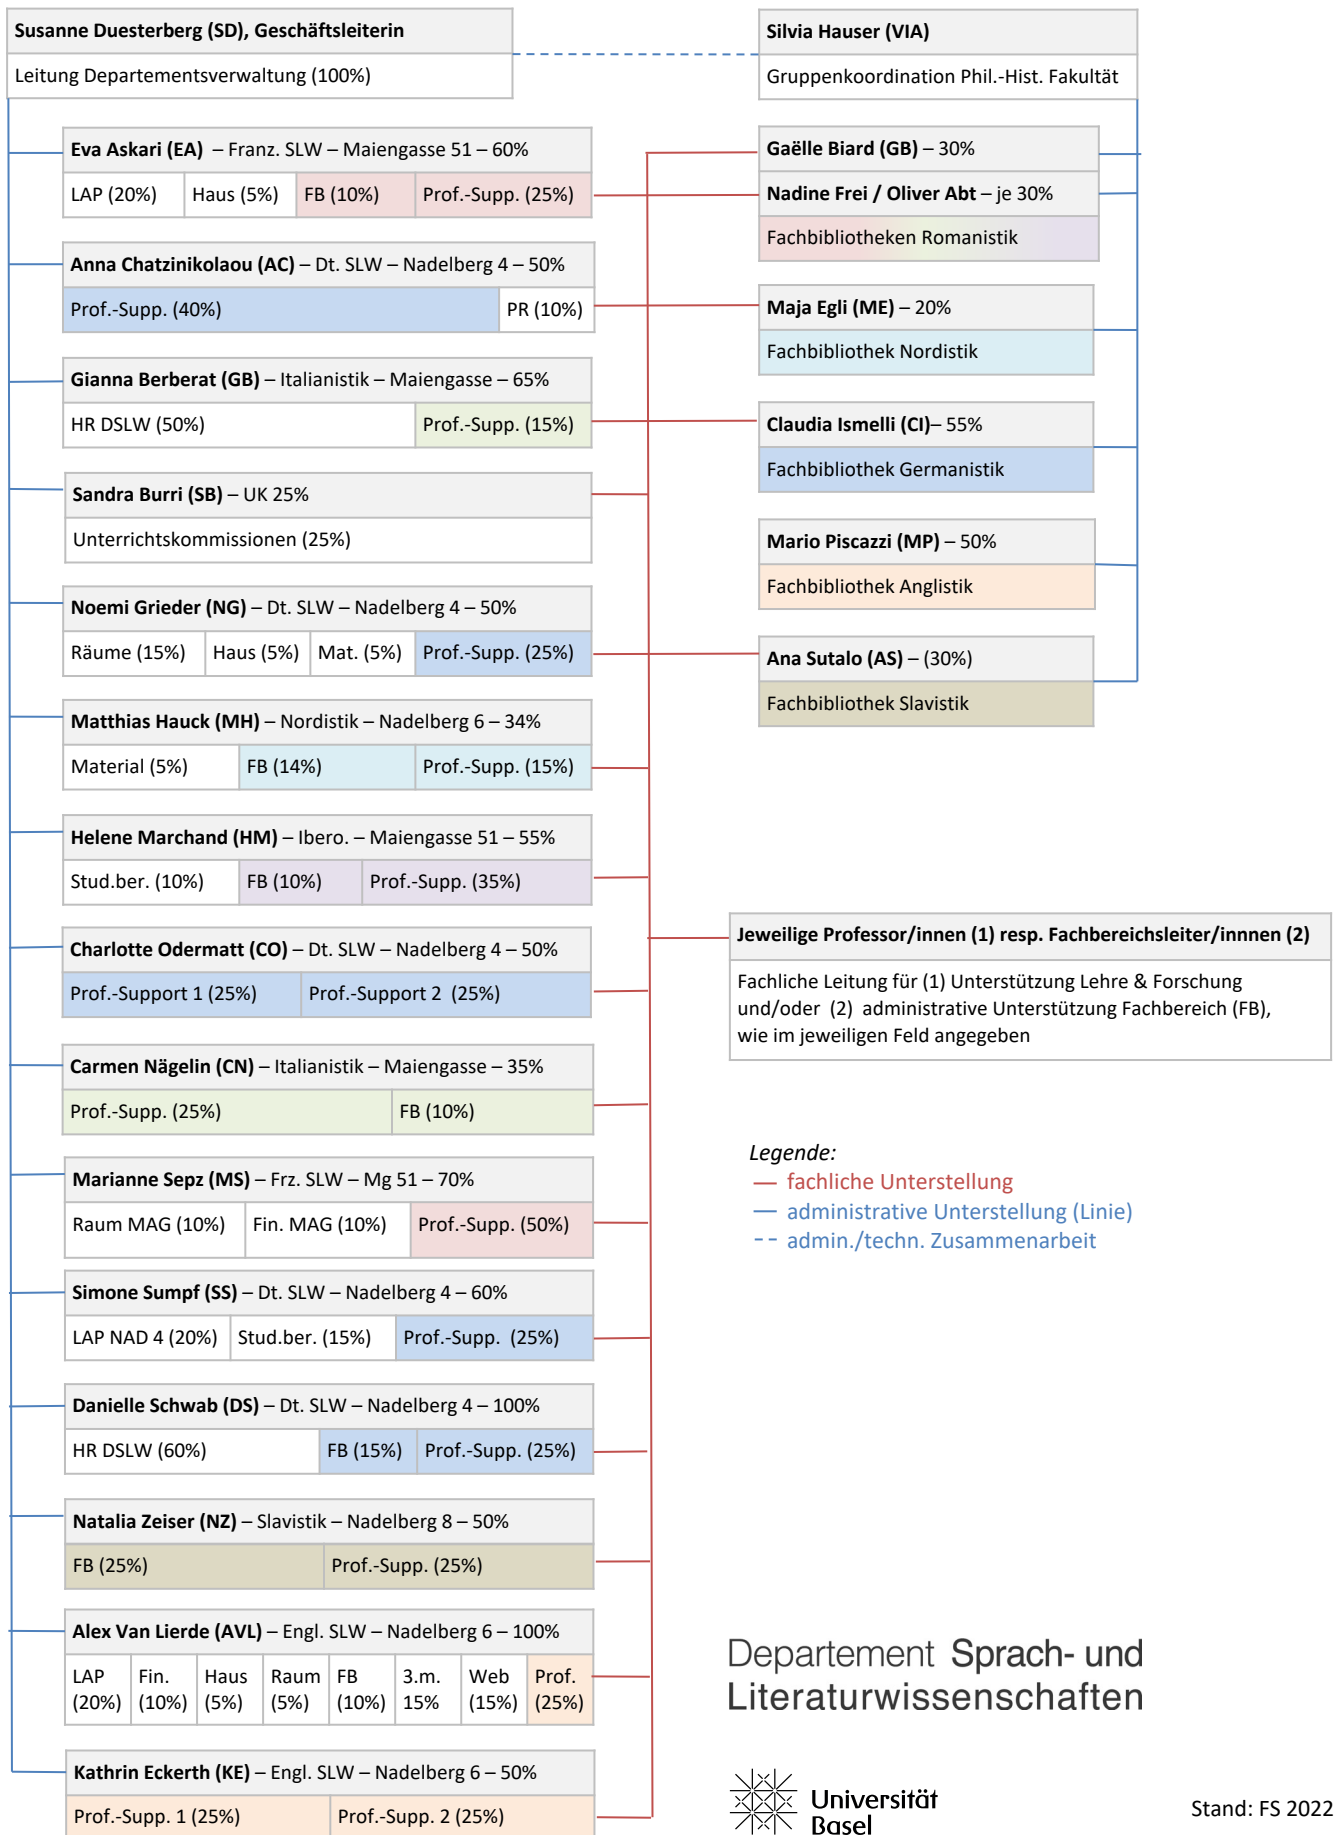 Susanne Duesterberg (SD), Geschäftsleiterin
Leitung Departementsverwaltung (100%)
Silvia Hauser (VIA)
Gruppenkoordination Phil.-Hist. Fakultät
Eva Askari (EA) – Franz. SLW – Maiengasse 51 – 60%
LAP (20%) Haus (5%) FB (10%) Prof.-Supp. (25%)
Anna Chatzinikolaou (AC) – Dt. SLW – Nadelberg 4 – 50%
Prof.-Supp. (40%) PR (10%)
Gianna Berberat (GB) – Italianistik – Maiengasse – 65%
HR DSLW (50%) Prof.-Supp. (15%)
Sandra Burri (SB) – UK 25%
Unterrichtskommissionen (25%)
Noemi Grieder (NG) – Dt. SLW – Nadelberg 4 – 50%
Räume (15%) Haus (5%) Mat. (5%) Prof.-Supp. (25%)
Matthias Hauck (MH) – Nordistik – Nadelberg 6 – 34%
Material (5%) FB (14%) Prof.-Supp. (15%)
Helene Marchand (HM) – Ibero. – Maiengasse 51 – 55%
Stud.ber. (10%) FB (10%) Prof.-Supp. (35%)
Charlotte Odermatt (CO) – Dt. SLW – Nadelberg 4 – 50%
Prof.-Support 1 (25%) Prof.-Support 2 (25%)
Carmen Nägelin (CN) – Italianistik – Maiengasse – 35%
Prof.-Supp. (25%) FB (10%)
Marianne Sepz (MS) – Frz. SLW – Mg 51 – 70%
Raum MAG (10%) Fin. MAG (10%) Prof.-Supp. (50%)
Simone Sumpf (SS) – Dt. SLW – Nadelberg 4 – 60%
LAP NAD 4 (20%) Stud.ber. (15%) Prof.-Supp. (25%)
Danielle Schwab (DS) – Dt. SLW – Nadelberg 4 – 100%
HR DSLW (60%) FB (15%) Prof.-Supp. (25%)
Natalia Zeiser (NZ) – Slavistik – Nadelberg 8 – 50%
FB (25%) Prof.-Supp. (25%)
Alex Van Lierde (AVL) – Engl. SLW – Nadelberg 6 – 100%
LAP Fin. Haus Raum FB 3.m. Web Prof.
(20%) (10%) (5%) (5%) (10%) 15% (15%) (25%)
Kathrin Eckerth (KE) – Engl. SLW – Nadelberg 6 – 50%
Prof.-Supp. 1 (25%) Prof.-Supp. 2 (25%)
Gaëlle Biard (GB) – 30%
Nadine Frei / Oliver Abt – je 30%
Fachbibliotheken Romanistik
Maja Egli (ME) – 20%
Fachbibliothek Nordistik
Claudia Ismelli (CI)– 55%
Fachbibliothek Germanistik
Mario Piscazzi (MP) – 50%
Fachbibliothek Anglistik
Ana Sutalo (AS) – (30%)
Fachbibliothek Slavistik
Jeweilige Professor/innen (1) resp. Fachbereichsleiter/innnen (2)
Fachliche Leitung für (1) Unterstützung Lehre & Forschung
und/oder (2) administrative Unterstützung Fachbereich (FB),
wie im jeweiligen Feld angegeben
Legende:
fachliche Unterstellung
administrative Unterstellung (Linie)
admin./techn. Zusammenarbeit
Departement Sprach- und
Literaturwissenschaften
Universität
Basel
Stand: FS 2022